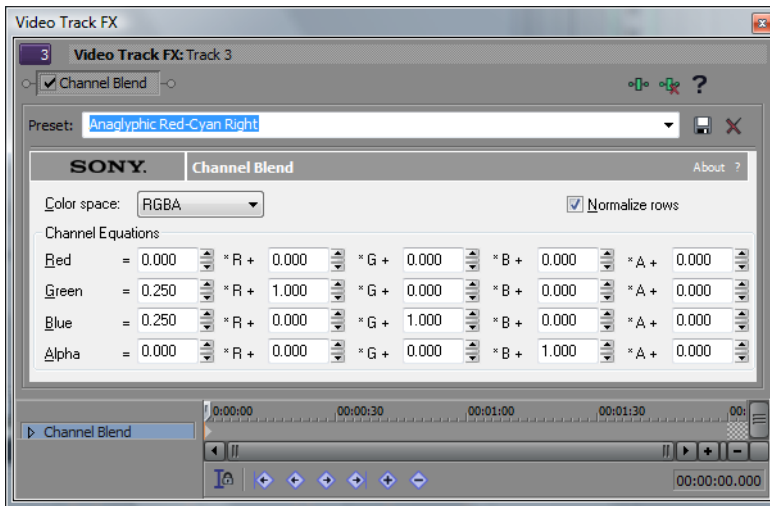 Video Track FX
3 Video Track FX: Track 3
Channel Blend ?
Preset: Anaglyphic Red-Cyan Right
SONY. Channel Blend About ?
Color space: RGBA Normalize rows
Channel Equations
Red = 0.000 * R + 0.000 * G + 0.000 * B + 0.000 * A + 0.000
Green = 0.250 * R + 1.000 * G + 0.000 * B + 0.000 * A + 0.000
Blue = 0.250 * R + 0.000 * G + 1.000 * B + 0.000 * A + 0.000
Alpha = 0.000 * R + 0.000 * G + 0.000 * B + 1.000 * A + 0.000
0:00:00 00:00:30 00:01:00 00:01:30 00:
Channel Blend
00:00:00.000